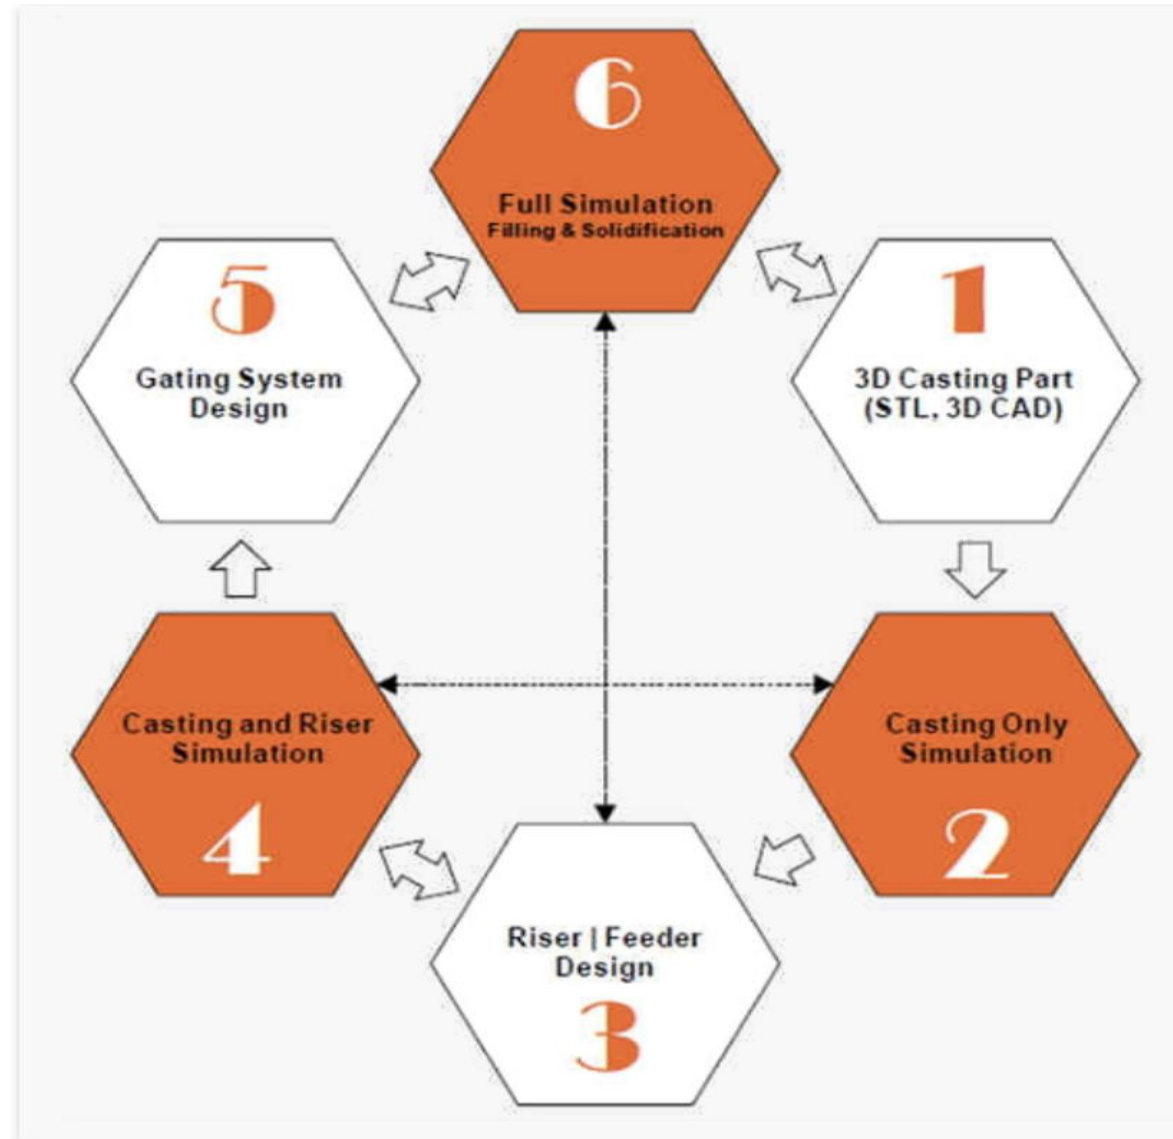 6
Full Simulation
Filling & Solidification
5
Gating System
Design
1
3D Casting Part
(STL, 3D CAD)
Casting and Riser
Simulation
4
Casting Only
Simulation
2
Riser | Feeder
Design
3